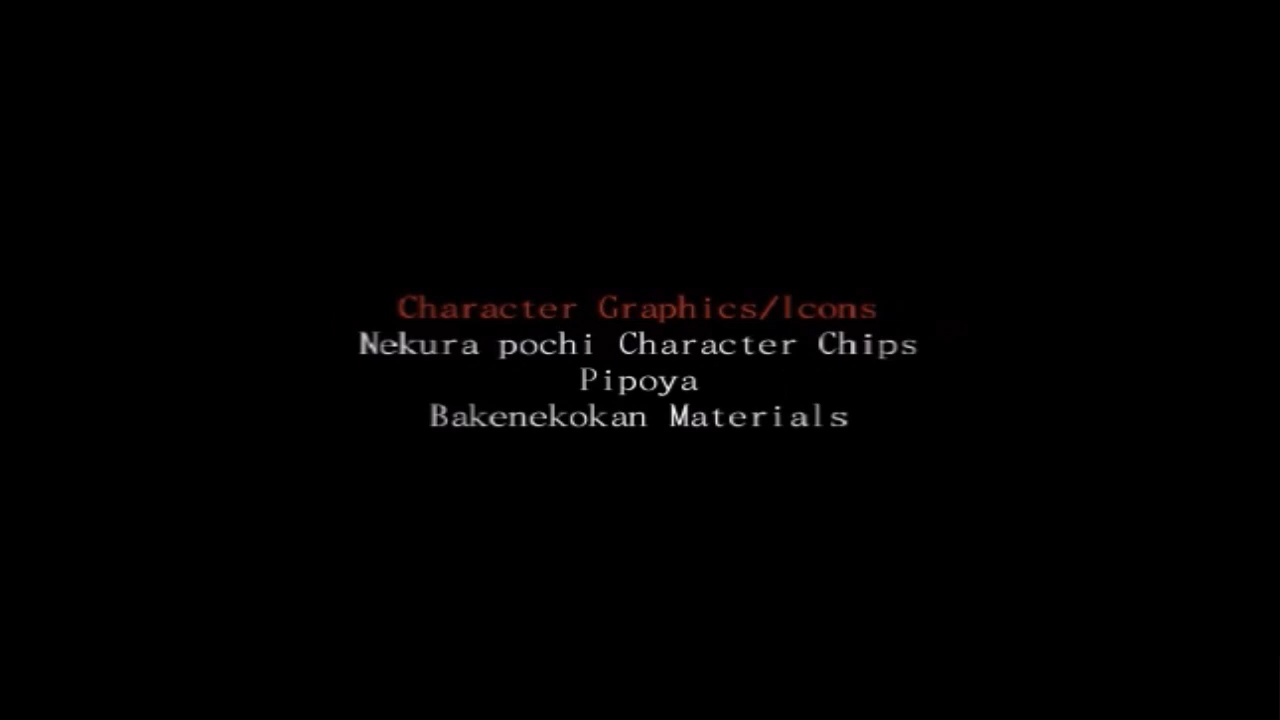 Character Graphics/Icons
Nekura pochi Character Chips
Pipoya
Bakenekokan Materials